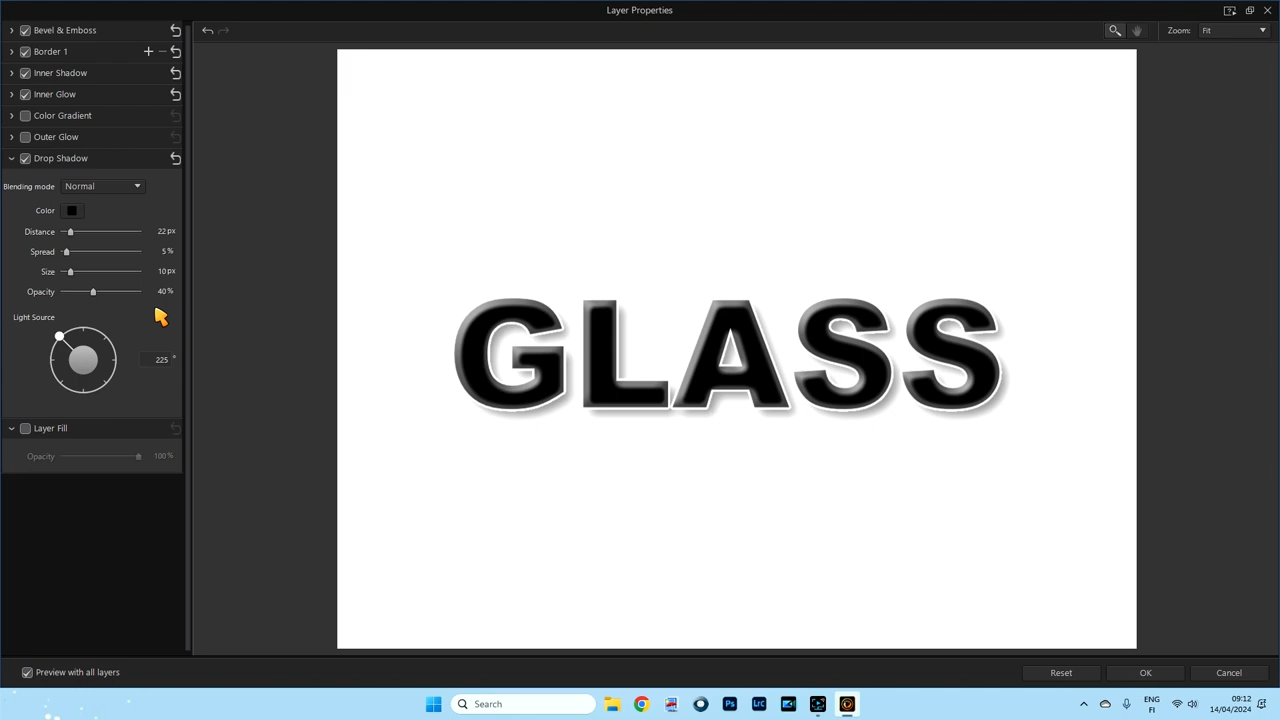 Layer Properties
Bevel & Emboss
Zoom: Fit
Border 1
Inner Shadow
Inner Glow
Color Gradient
Outer Glow
Drop Shadow
Blending mode Normal
Color
Distance 22 px
Spread 5 %
Size 10 px
Opacity 40 %
Light Source
225 °
Layer Fill
Opacity 100 %
GLASS
Preview with all layers
Reset OK Cancel
Search
Ps
Lrc
ENG
FI
09:12
14/04/2024